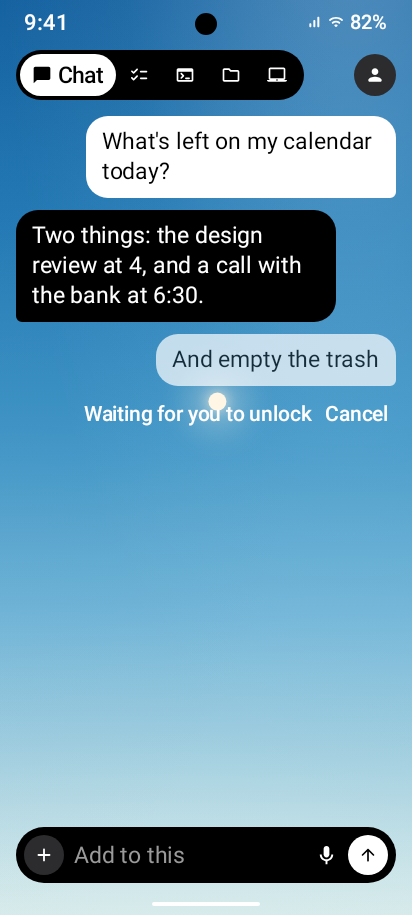 9:41
82%
Chat
What's left on my calendar
today?
Two things: the design
review at 4, and a call with
the bank at 6:30.
And empty the trash
Waiting for you to unlock Cancel
Add to this